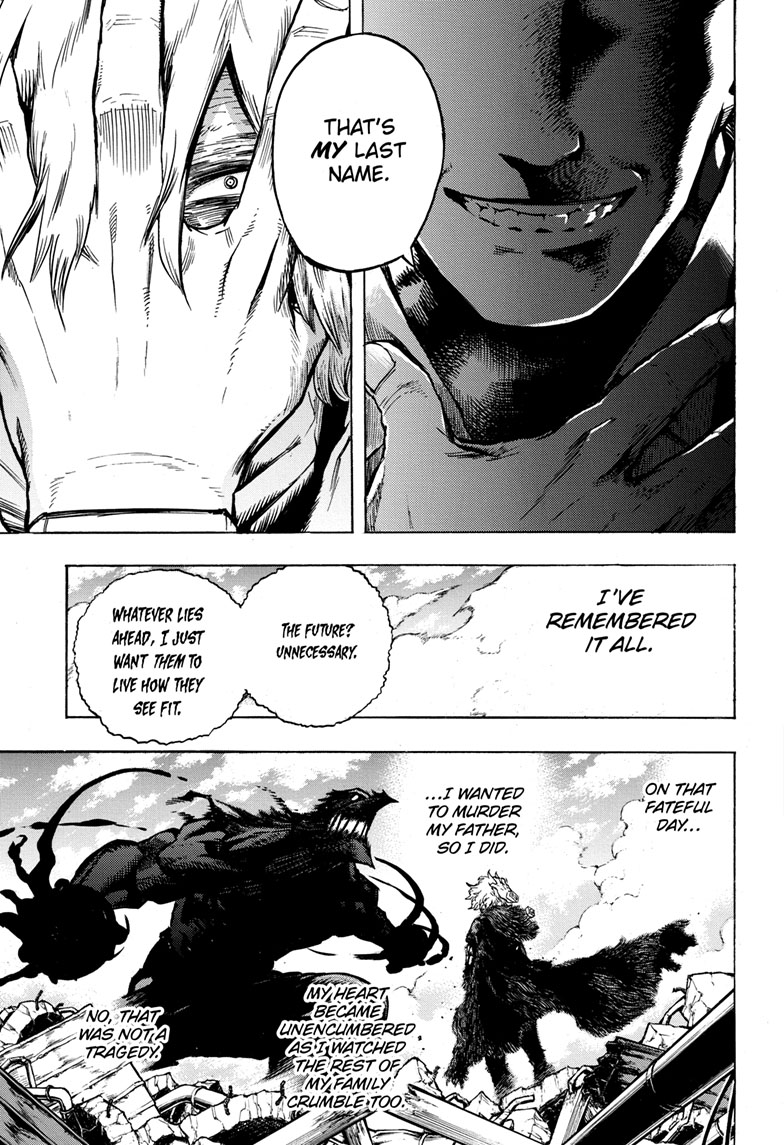 THAT'S
MY LAST
NAME.
I'VE
REMEMBERED
IT ALL.
THE FUTURE?
UNNECESSARY.
WHATEVER LIES
AHEAD, I JUST
WANT THEM TO
LIVE HOW THEY
SEE FIT.
ON THAT
FATEFUL
DAY...
...I WANTED
TO MURDER
MY FATHER,
SO I DID.
MY HEART
BECAME
UNENCUMBERED
AS I WATCHED
THE REST OF
MY FAMILY
CRUMBLE TOO.
NO, THAT
WAS NOT A
TRAGEDY.